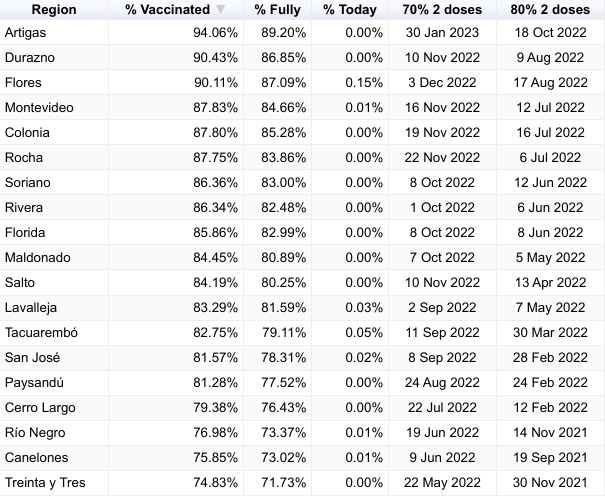 Region % Vaccinated % Fully % Today 70% 2 doses 80% 2 doses
Artigas 94.06% 89.20% 0.00% 30 Jan 2023 18 Oct 2022
Durazno 90.43% 86.85% 0.00% 10 Nov 2022 9 Aug 2022
Flores 90.11% 87.09% 0.15% 3 Dec 2022 17 Aug 2022
Montevideo 87.83% 84.66% 0.01% 16 Nov 2022 12 Jul 2022
Colonia 87.80% 85.28% 0.00% 19 Nov 2022 16 Jul 2022
Rocha 87.75% 83.86% 0.00% 22 Nov 2022 6 Jul 2022
Soriano 86.36% 83.00% 0.00% 8 Oct 2022 12 Jun 2022
Rivera 86.34% 82.48% 0.00% 1 Oct 2022 6 Jun 2022
Florida 85.86% 82.99% 0.00% 8 Oct 2022 8 Jun 2022
Maldonado 84.45% 80.89% 0.00% 7 Oct 2022 5 May 2022
Salto 84.19% 80.25% 0.00% 10 Nov 2022 13 Apr 2022
Lavalleja 83.29% 81.59% 0.03% 2 Sep 2022 7 May 2022
Tacuarembó 82.75% 79.11% 0.05% 11 Sep 2022 30 Mar 2022
San José 81.57% 78.31% 0.02% 8 Sep 2022 28 Feb 2022
Paysandú 81.28% 77.52% 0.00% 24 Aug 2022 24 Feb 2022
Cerro Largo 79.38% 76.43% 0.00% 22 Jul 2022 12 Feb 2022
Río Negro 76.98% 73.37% 0.01% 19 Jun 2022 14 Nov 2021
Canelones 75.85% 73.02% 0.01% 9 Jun 2022 19 Sep 2021
Treinta y Tres 74.83% 71.73% 0.00% 22 May 2022 30 Nov 2021